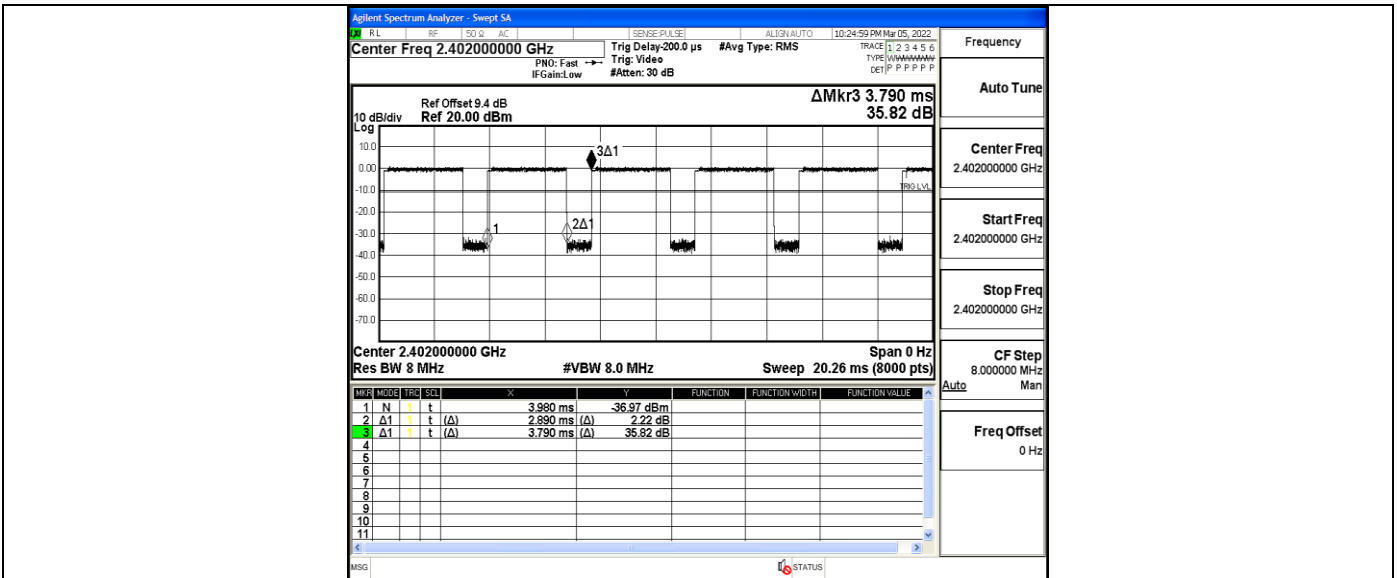 Agilent Spectrum Analyzer - Swept SA
LXI RL RF 50 Ω AC SENSE:PULSE ALIGN AUTO 10:24:59 PM Mar 05, 2022
Center Freq 2.402000000 GHz
PNO: Fast
IFGain:Low
Trig Delay-200.0 µs
Trig: Video
#Atten: 30 dB
#Avg Type: RMS
TRACE 1 2 3 4 5 6
TYPE WWWWWW
DET P P P P P P
ΔMkr3 3.790 ms
35.82 dB
Ref Offset 9.4 dB
10 dB/div Ref 20.00 dBm
Log
10.0
0.00
-10.0
-20.0
-30.0
-40.0
-50.0
-60.0
-70.0
3Δ1
TRIG LVL
1
2Δ1
Center 2.402000000 GHz Span 0 Hz
Res BW 8 MHz #VBW 8.0 MHz Sweep 20.26 ms (8000 pts)
MKR MODE TRC SCL X Y FUNCTION FUNCTION WIDTH FUNCTION VALUE
1 N 1 t 3.980 ms -36.97 dBm
2 Δ1 1 t (Δ) 2.890 ms (Δ) 2.22 dB
3 Δ1 1 t (Δ) 3.790 ms (Δ) 35.82 dB
4
5
6
7
8
9
10
11
MSG STATUS
Frequency
Auto Tune
Center Freq
2.402000000 GHz
Start Freq
2.402000000 GHz
Stop Freq
2.402000000 GHz
CF Step
8.000000 MHz
Auto Man
Freq Offset
0 Hz